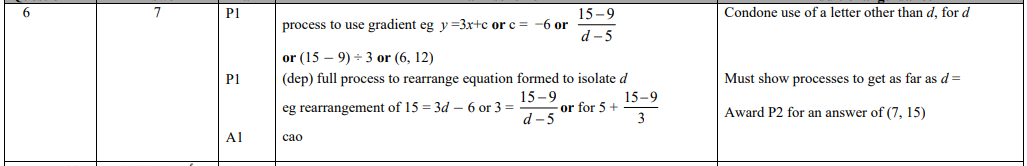 6 7 P1 process to use gradient eg y =3x+c or c = −6 or (15−9)/(d−5) Condone use of a letter other than d, for d
or (15 – 9) ÷ 3 or (6, 12)
P1 (dep) full process to rearrange equation formed to isolate d Must show processes to get as far as d =
eg rearrangement of 15 = 3d – 6 or 3 = (15−9)/(d−5) or for 5 + (15−9)/3 Award P2 for an answer of (7, 15)
A1 cao